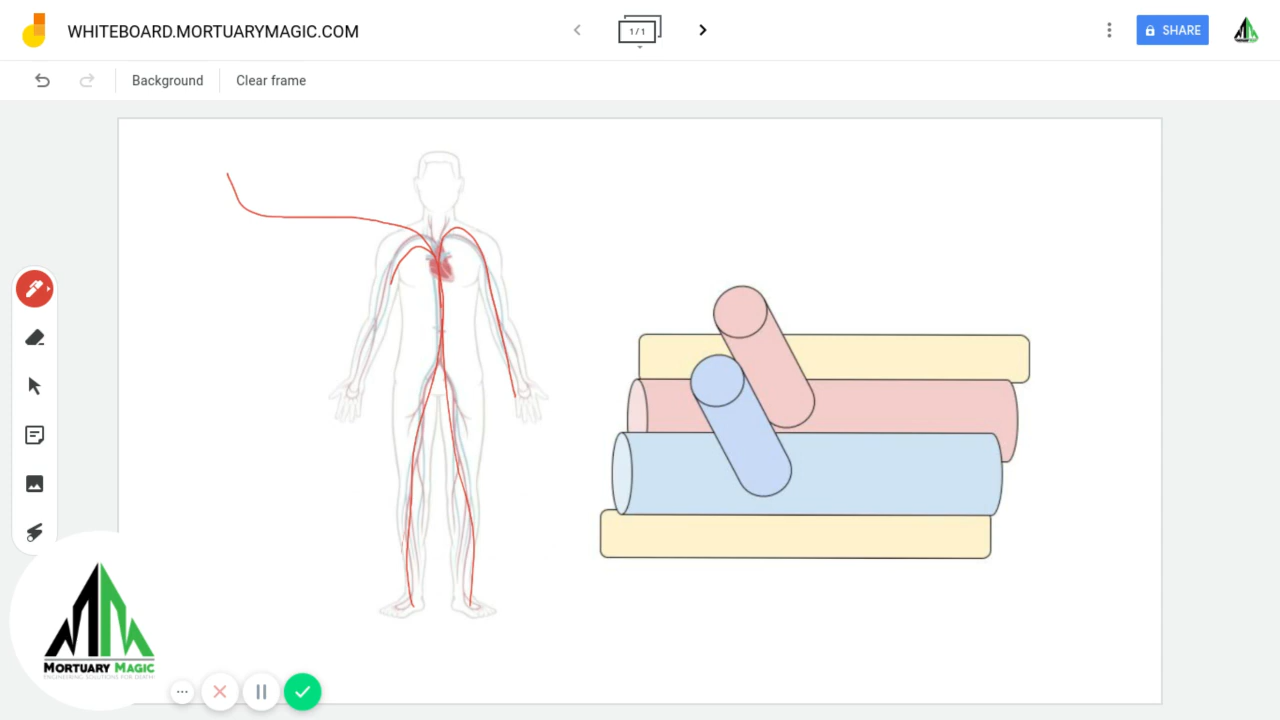 WHITEBOARD.MORTUARYMAGIC.COM
1/1
SHARE
Background
Clear frame
MORTUARY MAGIC
ENGINEERING SOLUTIONS FOR DEATH